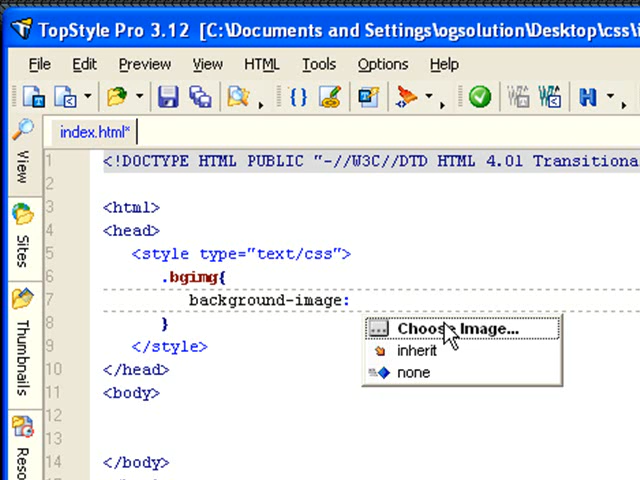 TopStyle Pro 3.12 [C:\Documents and Settings\ogsolution\Desktop\css\i
File Edit Preview View HTML Tools Options Help
index.html*
View
Sites
Thumbnails
Reso
1 <!DOCTYPE HTML PUBLIC "-//W3C//DTD HTML 4.01 Transitiona
2
3 <html>
4 <head>
5 <style type="text/css">
6 .bgimg{
7 background-image:
8 }
9 </style>
10 </head>
11 <body>
12
13
14 </body>
Choose Image...
inherit
none